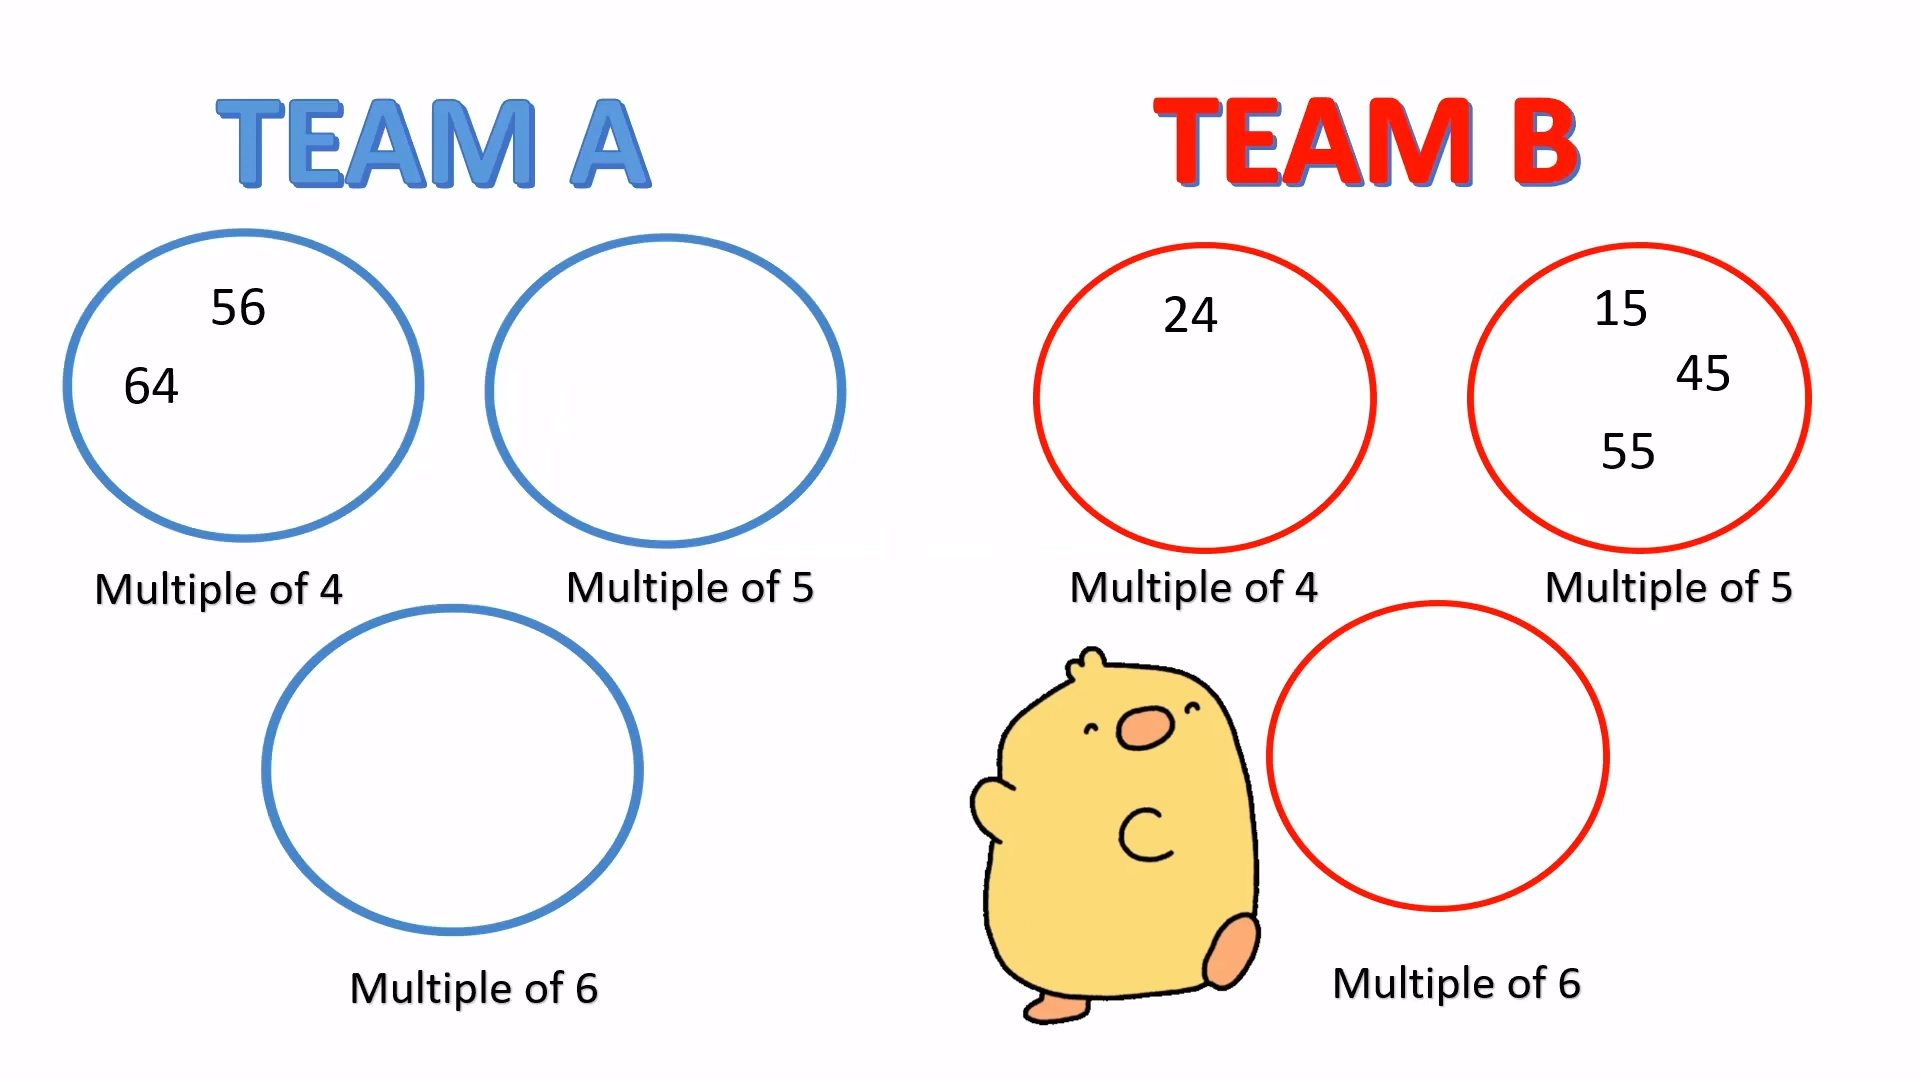 TEAM A
56
64
Multiple of 4
Multiple of 5
Multiple of 6
TEAM B
24
15
45
55
Multiple of 4
Multiple of 5
Multiple of 6